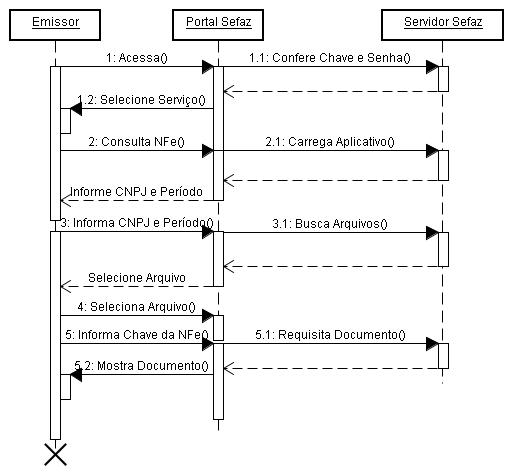 Emissor
Portal Sefaz
Servidor Sefaz
1: Acessa()
1.1: Confere Chave e Senha()
1.2: Selecione Serviço()
2: Consulta NFe()
2.1: Carrega Aplicativo()
Informe CNPJ e Período
3: Informa CNPJ e Período()
3.1: Busca Arquivos()
Selecione Arquivo
4: Seleciona Arquivo()
5: Informa Chave da NFe()
5.1: Requisita Documento()
5.2: Mostra Documento()